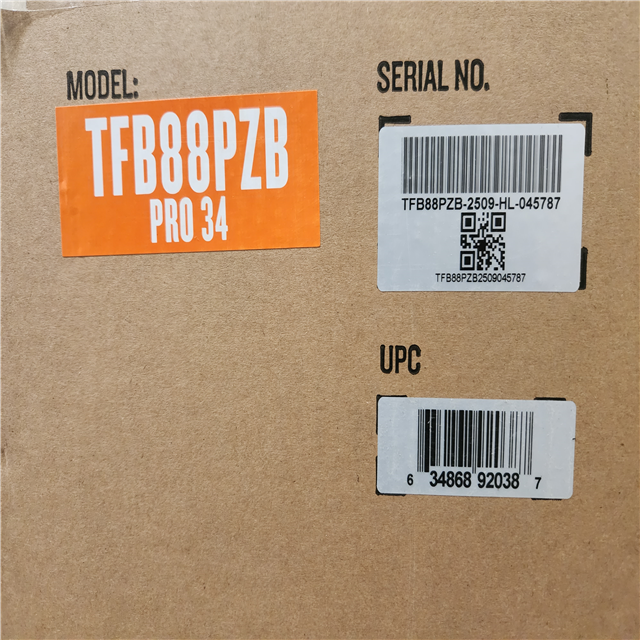 MODEL:
TFB88PZB
PRO 34
SERIAL NO.
TFB88PZB-2509-HL-045787
TFB88PZB2509045787
UPC
6 34868 92038 7